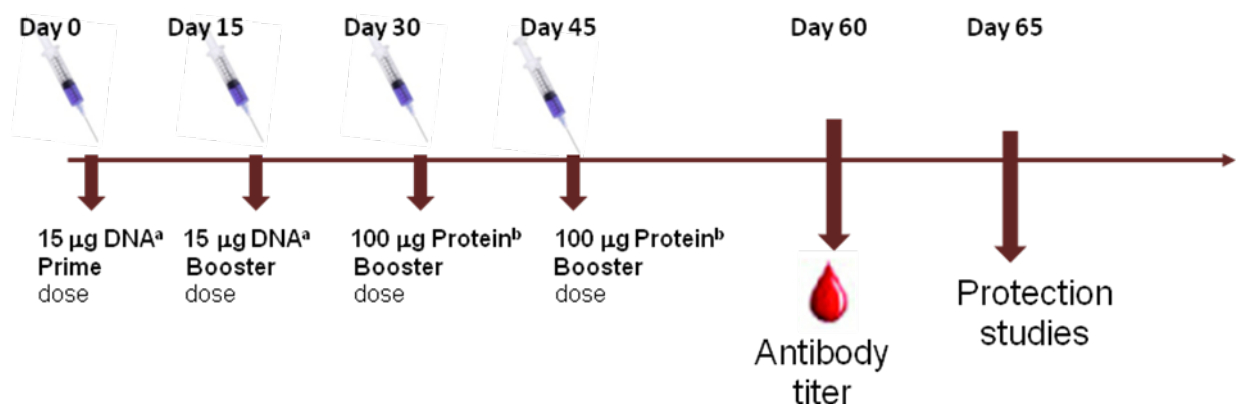 Day 0
Day 15
Day 30
Day 45
Day 60
Day 65
15 μg DNAᵃ
Prime
dose
15 μg DNAᵃ
Booster
dose
100 μg Proteinᵇ
Booster
dose
100 μg Proteinᵇ
Booster
dose
Antibody
titer
Protection
studies